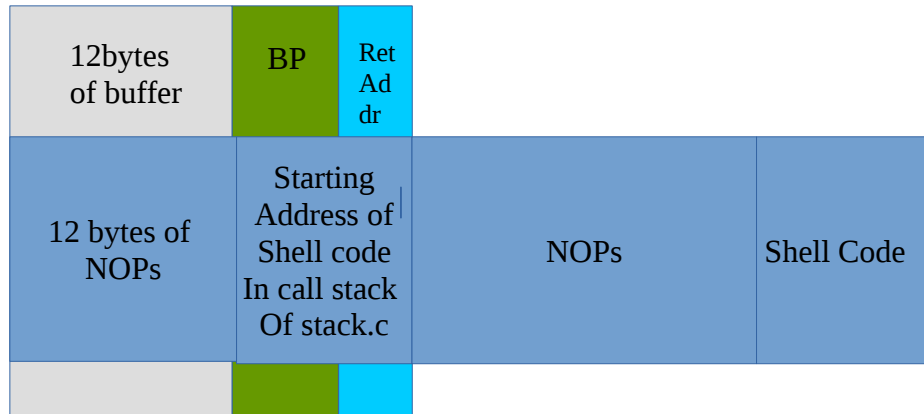 12bytes
of buffer
BP
Ret
Ad
dr
12 bytes of
NOPs
Starting
Address of
Shell code
In call stack
Of stack.c
NOPs
Shell Code